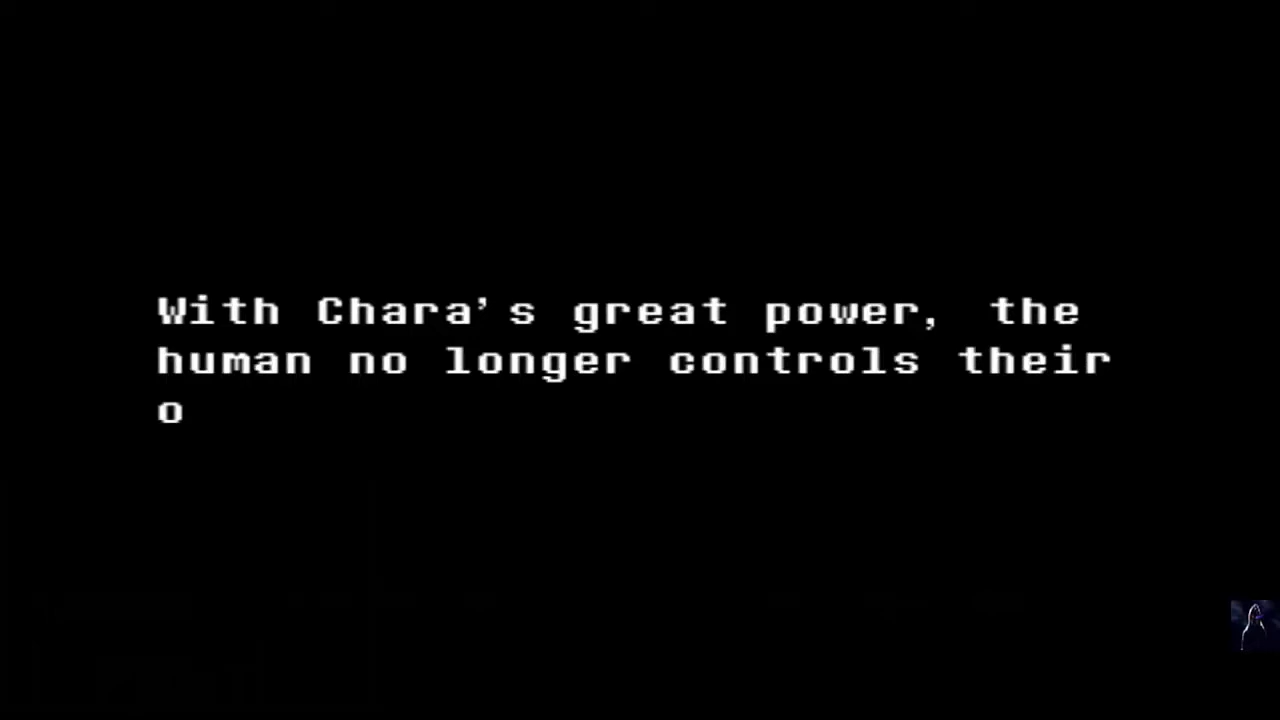 With Chara's great power, the
human no longer controls their
o